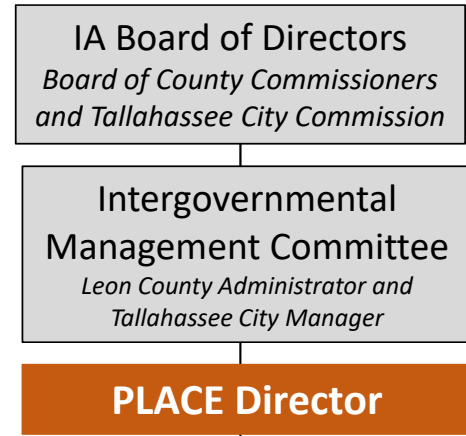 IA Board of Directors
Board of County Commissioners
and Tallahassee City Commission
Intergovernmental
Management Committee
Leon County Administrator and
Tallahassee City Manager
PLACE Director